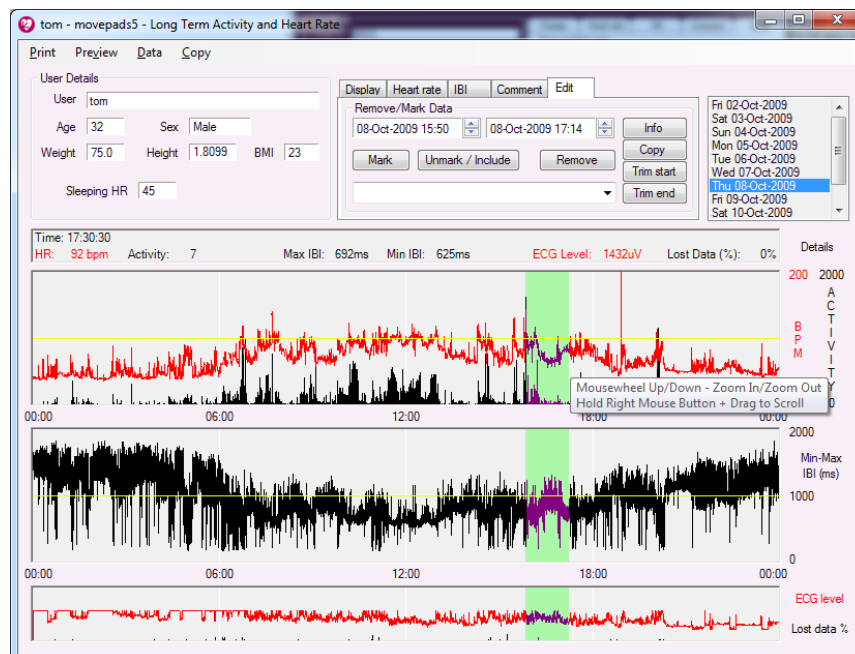 tom - movepads5 - Long Term Activity and Heart Rate
Print Preview Data Copy
User Details
User tom
Age 32 Sex Male
Weight 75.0 Height 1.8099 BMI 23
Sleeping HR 45
Display Heart rate IBI Comment Edit
Remove/Mark Data
08-Oct-2009 15:50 08-Oct-2009 17:14 Info
Mark Unmark / Include Remove Copy
Trim start
Trim end
Fri 02-Oct-2009
Sat 03-Oct-2009
Sun 04-Oct-2009
Mon 05-Oct-2009
Tue 06-Oct-2009
Wed 07-Oct-2009
Thu 08-Oct-2009
Fri 09-Oct-2009
Sat 10-Oct-2009
Time: 17:30:30
HR: 92 bpm Activity: 7 Max IBI: 692ms Min IBI: 625ms ECG Level: 1432uV Lost Data (%): 0% Details
200 2000
BPM
ACTIVITY
0
Mousewheel Up/Down - Zoom In/Zoom Out
Hold Right Mouse Button + Drag to Scroll
00:00 06:00 12:00 18:00 00:00
2000
Min-Max
IBI (ms)
1000
0
00:00 06:00 12:00 18:00 00:00
ECG level
Lost data %